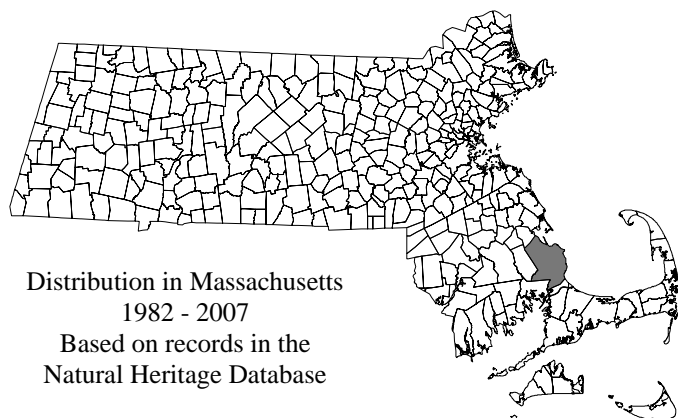 Distribution in Massachusetts
1982 - 2007
Based on records in the
Natural Heritage Database